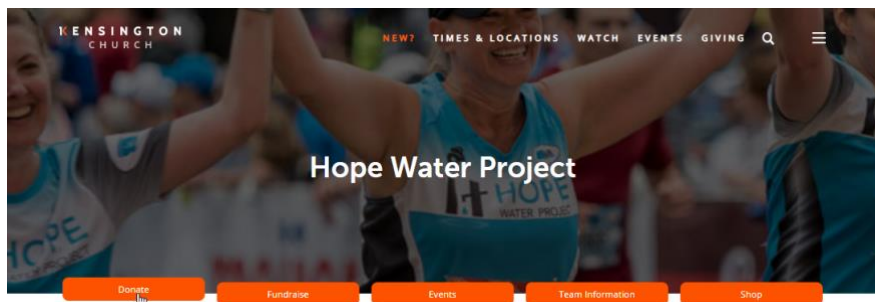 KENSINGTON
CHURCH
NEW? TIMES & LOCATIONS WATCH EVENTS GIVING
Hope Water Project
HOPE
WATER PROJECT
HOPE
Donate Fundraise Events Team Information Shop